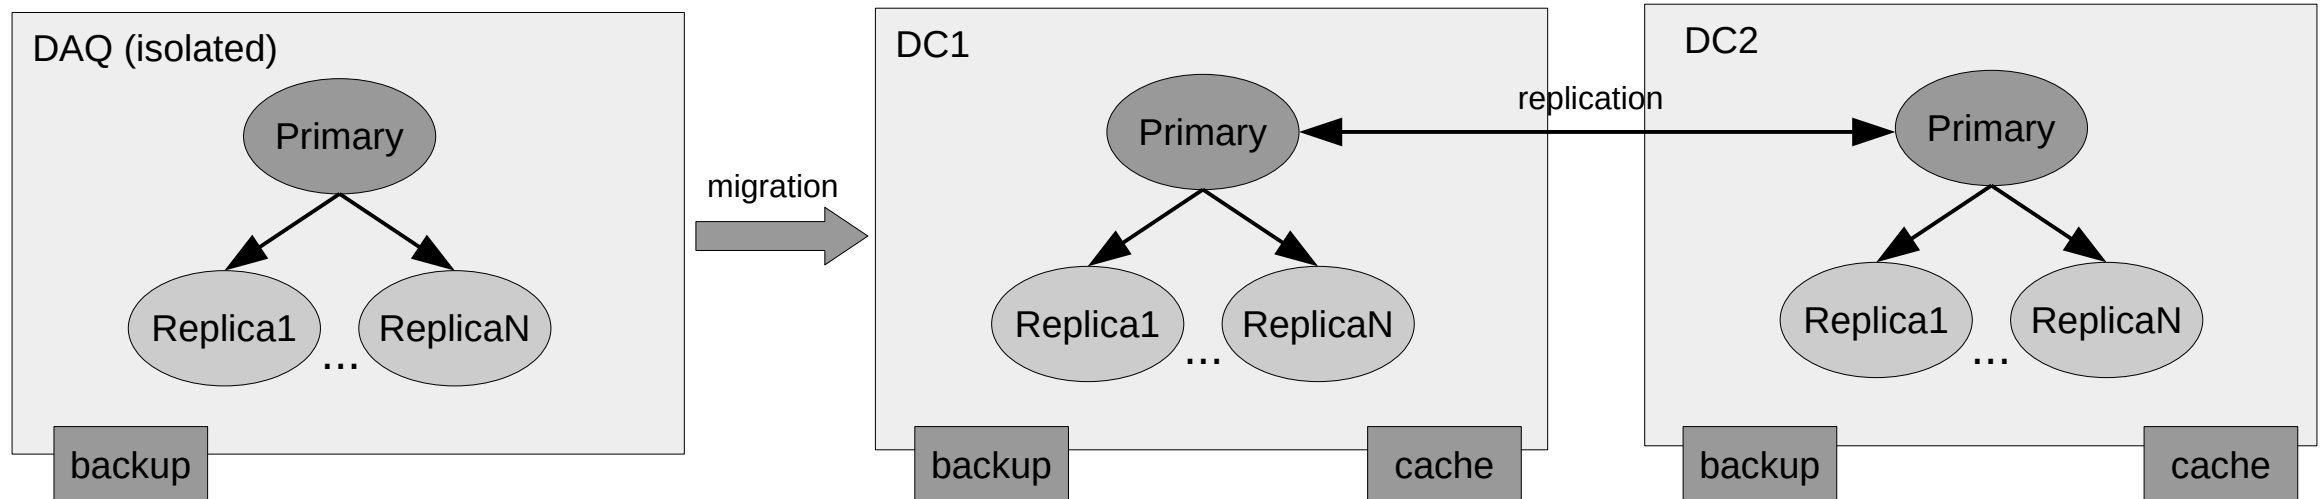 DAQ (isolated)
Primary
Replica1
...
ReplicaN
backup
migration
DC1
Primary
Replica1
...
ReplicaN
backup
cache
replication
DC2
Primary
Replica1
...
ReplicaN
backup
cache